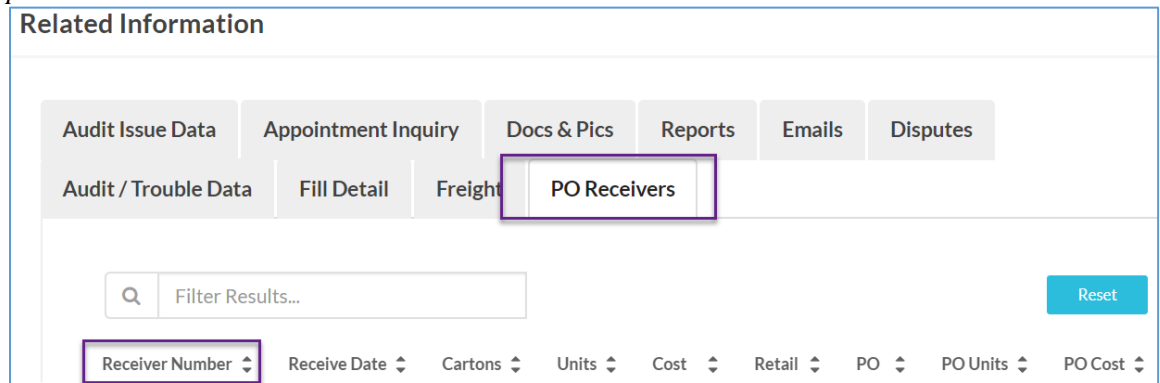 Related Information
Audit Issue Data Appointment Inquiry Docs & Pics Reports Emails Disputes
Audit / Trouble Data Fill Detail Freight PO Receivers
Filter Results... Reset
Receiver Number Receive Date Cartons Units Cost Retail PO PO Units PO Cost